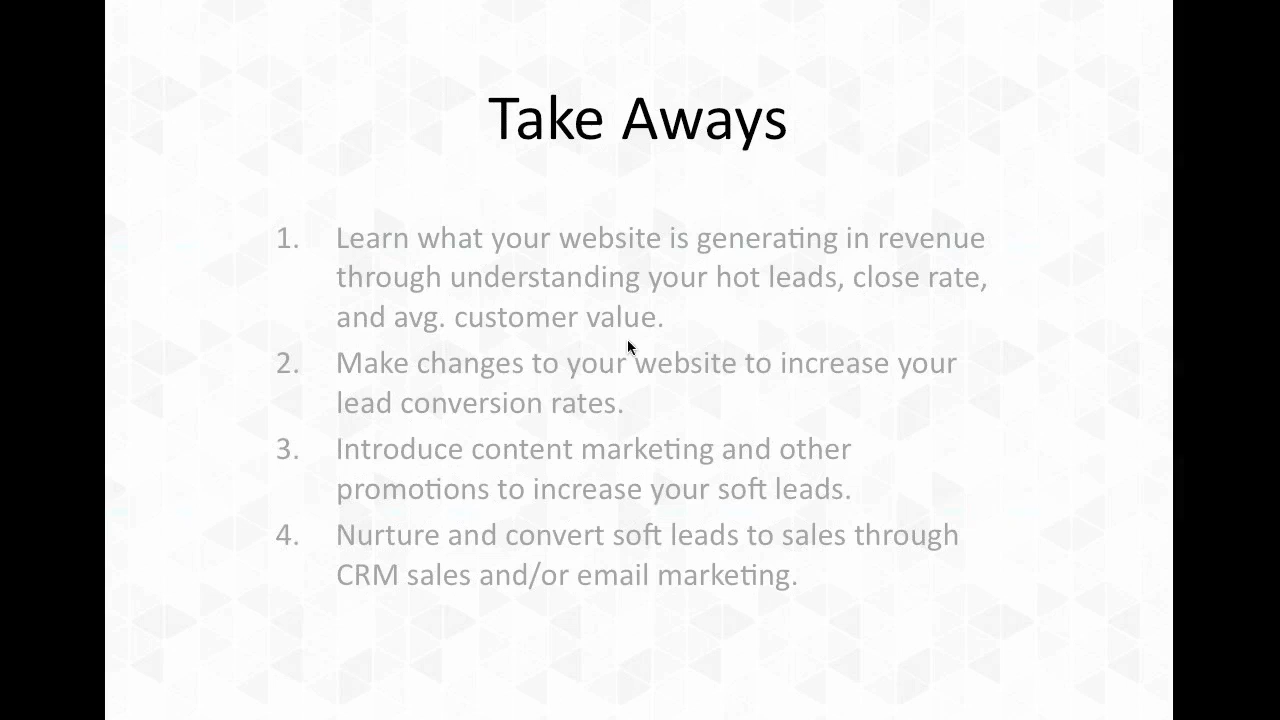 Take Aways
1. Learn what your website is generating in revenue
through understanding your hot leads, close rate,
and avg. customer value.
2. Make changes to your website to increase your
lead conversion rates.
3. Introduce content marketing and other
promotions to increase your soft leads.
4. Nurture and convert soft leads to sales through
CRM sales and/or email marketing.